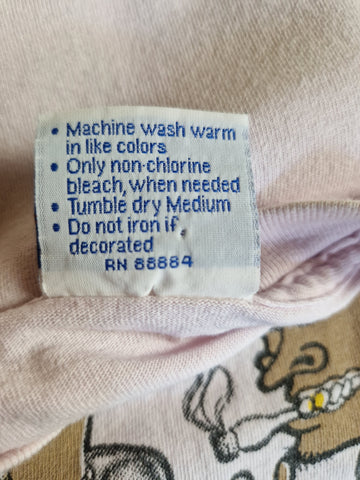 • Machine wash warm
in like colors
• Only non-chlorine
bleach, when needed
• Tumble dry Medium
• Do not iron if
decorated
RN 88884